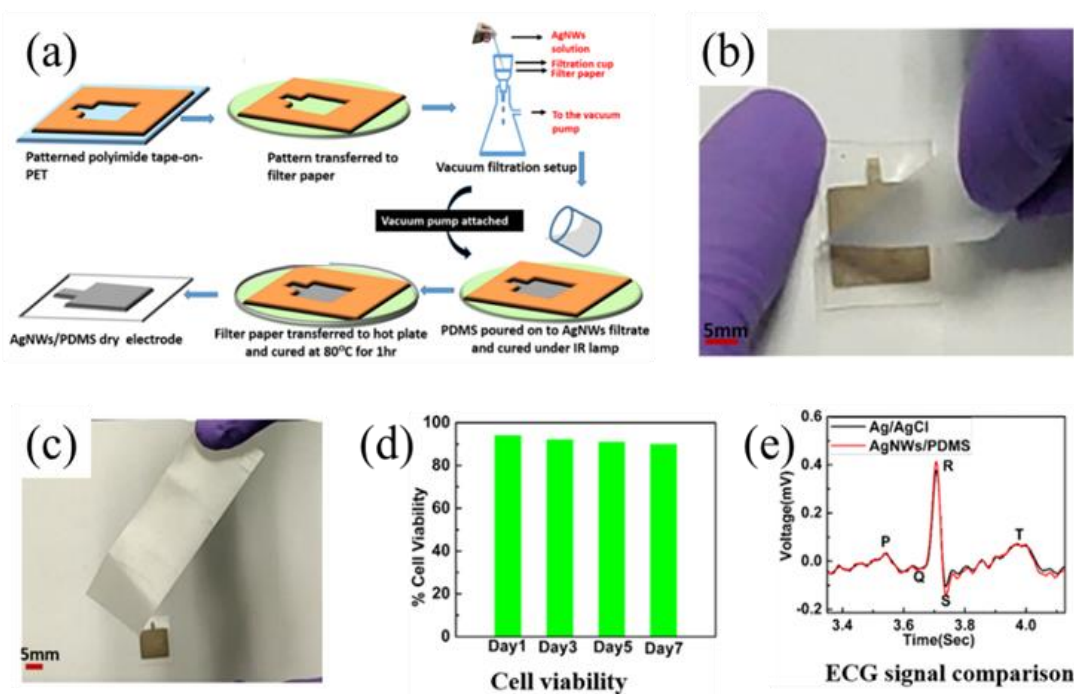 (a)
AgNWs
solution
Filtration cup
Filter paper
To the vacuum
pump
Patterned polyimide tape-on-
PET
Pattern transferred to
filter paper
Vacuum filtration setup
Vacuum pump attached
AgNWs/PDMS dry electrode
Filter paper transferred to hot plate
and cured at 80°C for 1hr
PDMS poured on to AgNWs filtrate
and cured under IR lamp
(b)
5mm
(c)
5mm
(d)
% Cell Viability
100
80
60
40
20
0
Day1 Day3 Day5 Day7
Cell viability
(e)
Voltage(mV)
0.6
0.4
0.2
0.0
-0.2
Ag/AgCl
AgNWs/PDMS
R
P
T
Q
S
3.4 3.6 3.8 4.0
Time(Sec)
ECG signal comparison